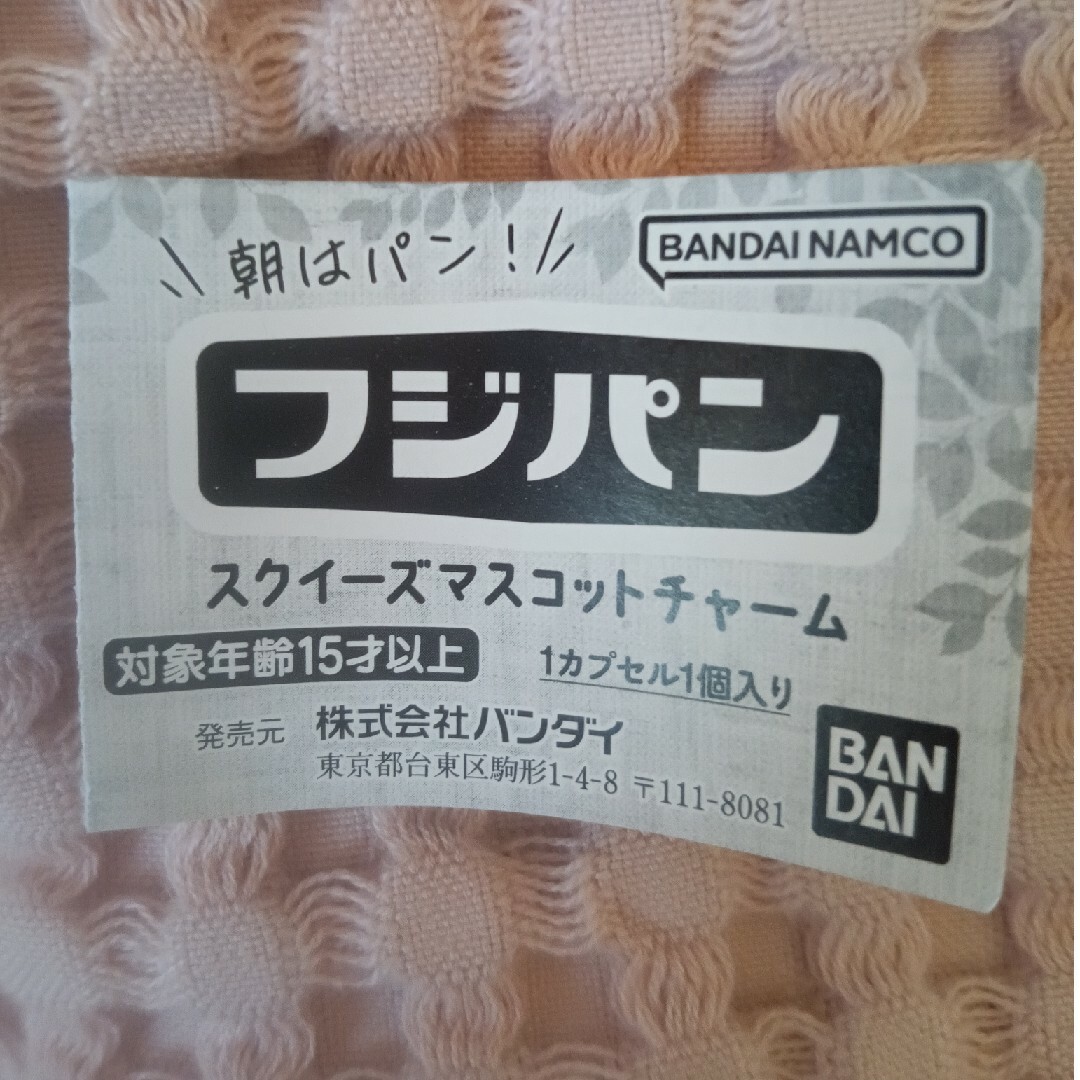 \\ 朝はパン! //
BANDAI NAMCO
フジパン
スクイーズマスコットチャーム
対象年齢15才以上
1カプセル1個入り
発売元 株式会社バンダイ
東京都台東区駒形1-4-8 〒111-8081
BAN
DAI